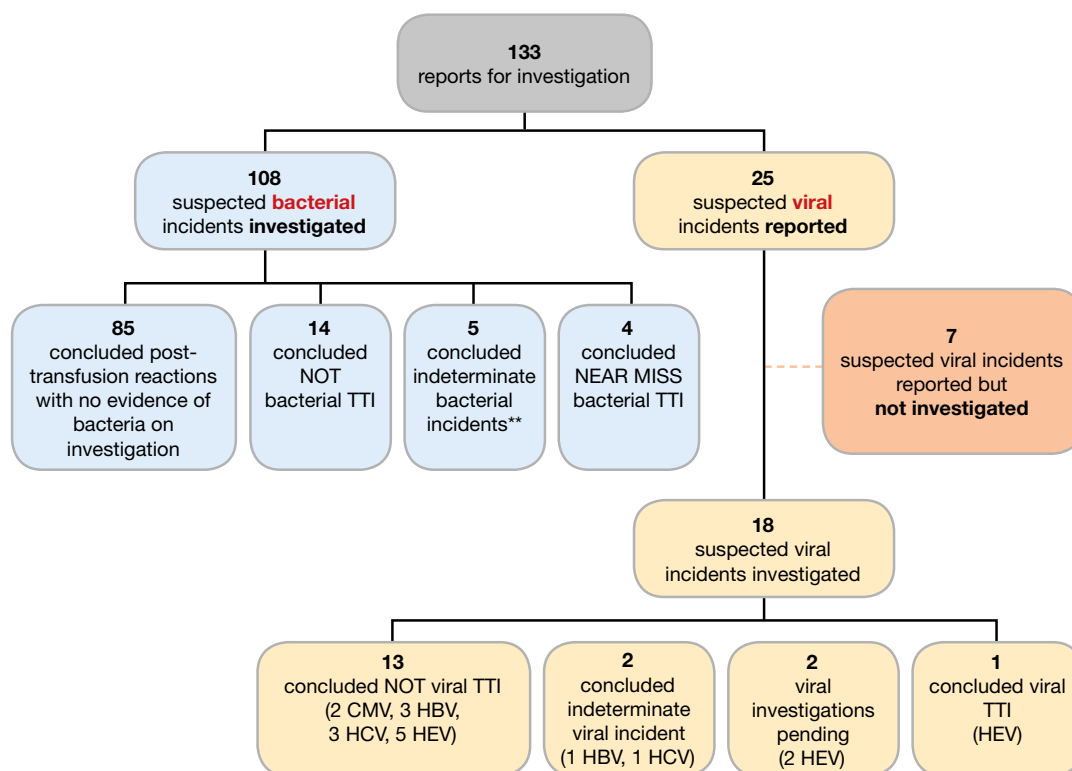 133
reports for investigation
108
suspected bacterial
incidents investigated
25
suspected viral
incidents reported
85
concluded post-
transfusion reactions
with no evidence of
bacteria on
investigation
14
concluded
NOT
bacterial TTI
5
concluded
indeterminate
bacterial
incidents**
4
concluded
NEAR MISS
bacterial TTI
7
suspected viral incidents
reported but
not investigated
18
suspected viral
incidents investigated
13
concluded NOT viral TTI
(2 CMV, 3 HBV,
3 HCV, 5 HEV)
2
concluded
indeterminate
viral incident
(1 HBV, 1 HCV)
2
viral
investigations
pending
(2 HEV)
1
concluded viral
TTI
(HEV)